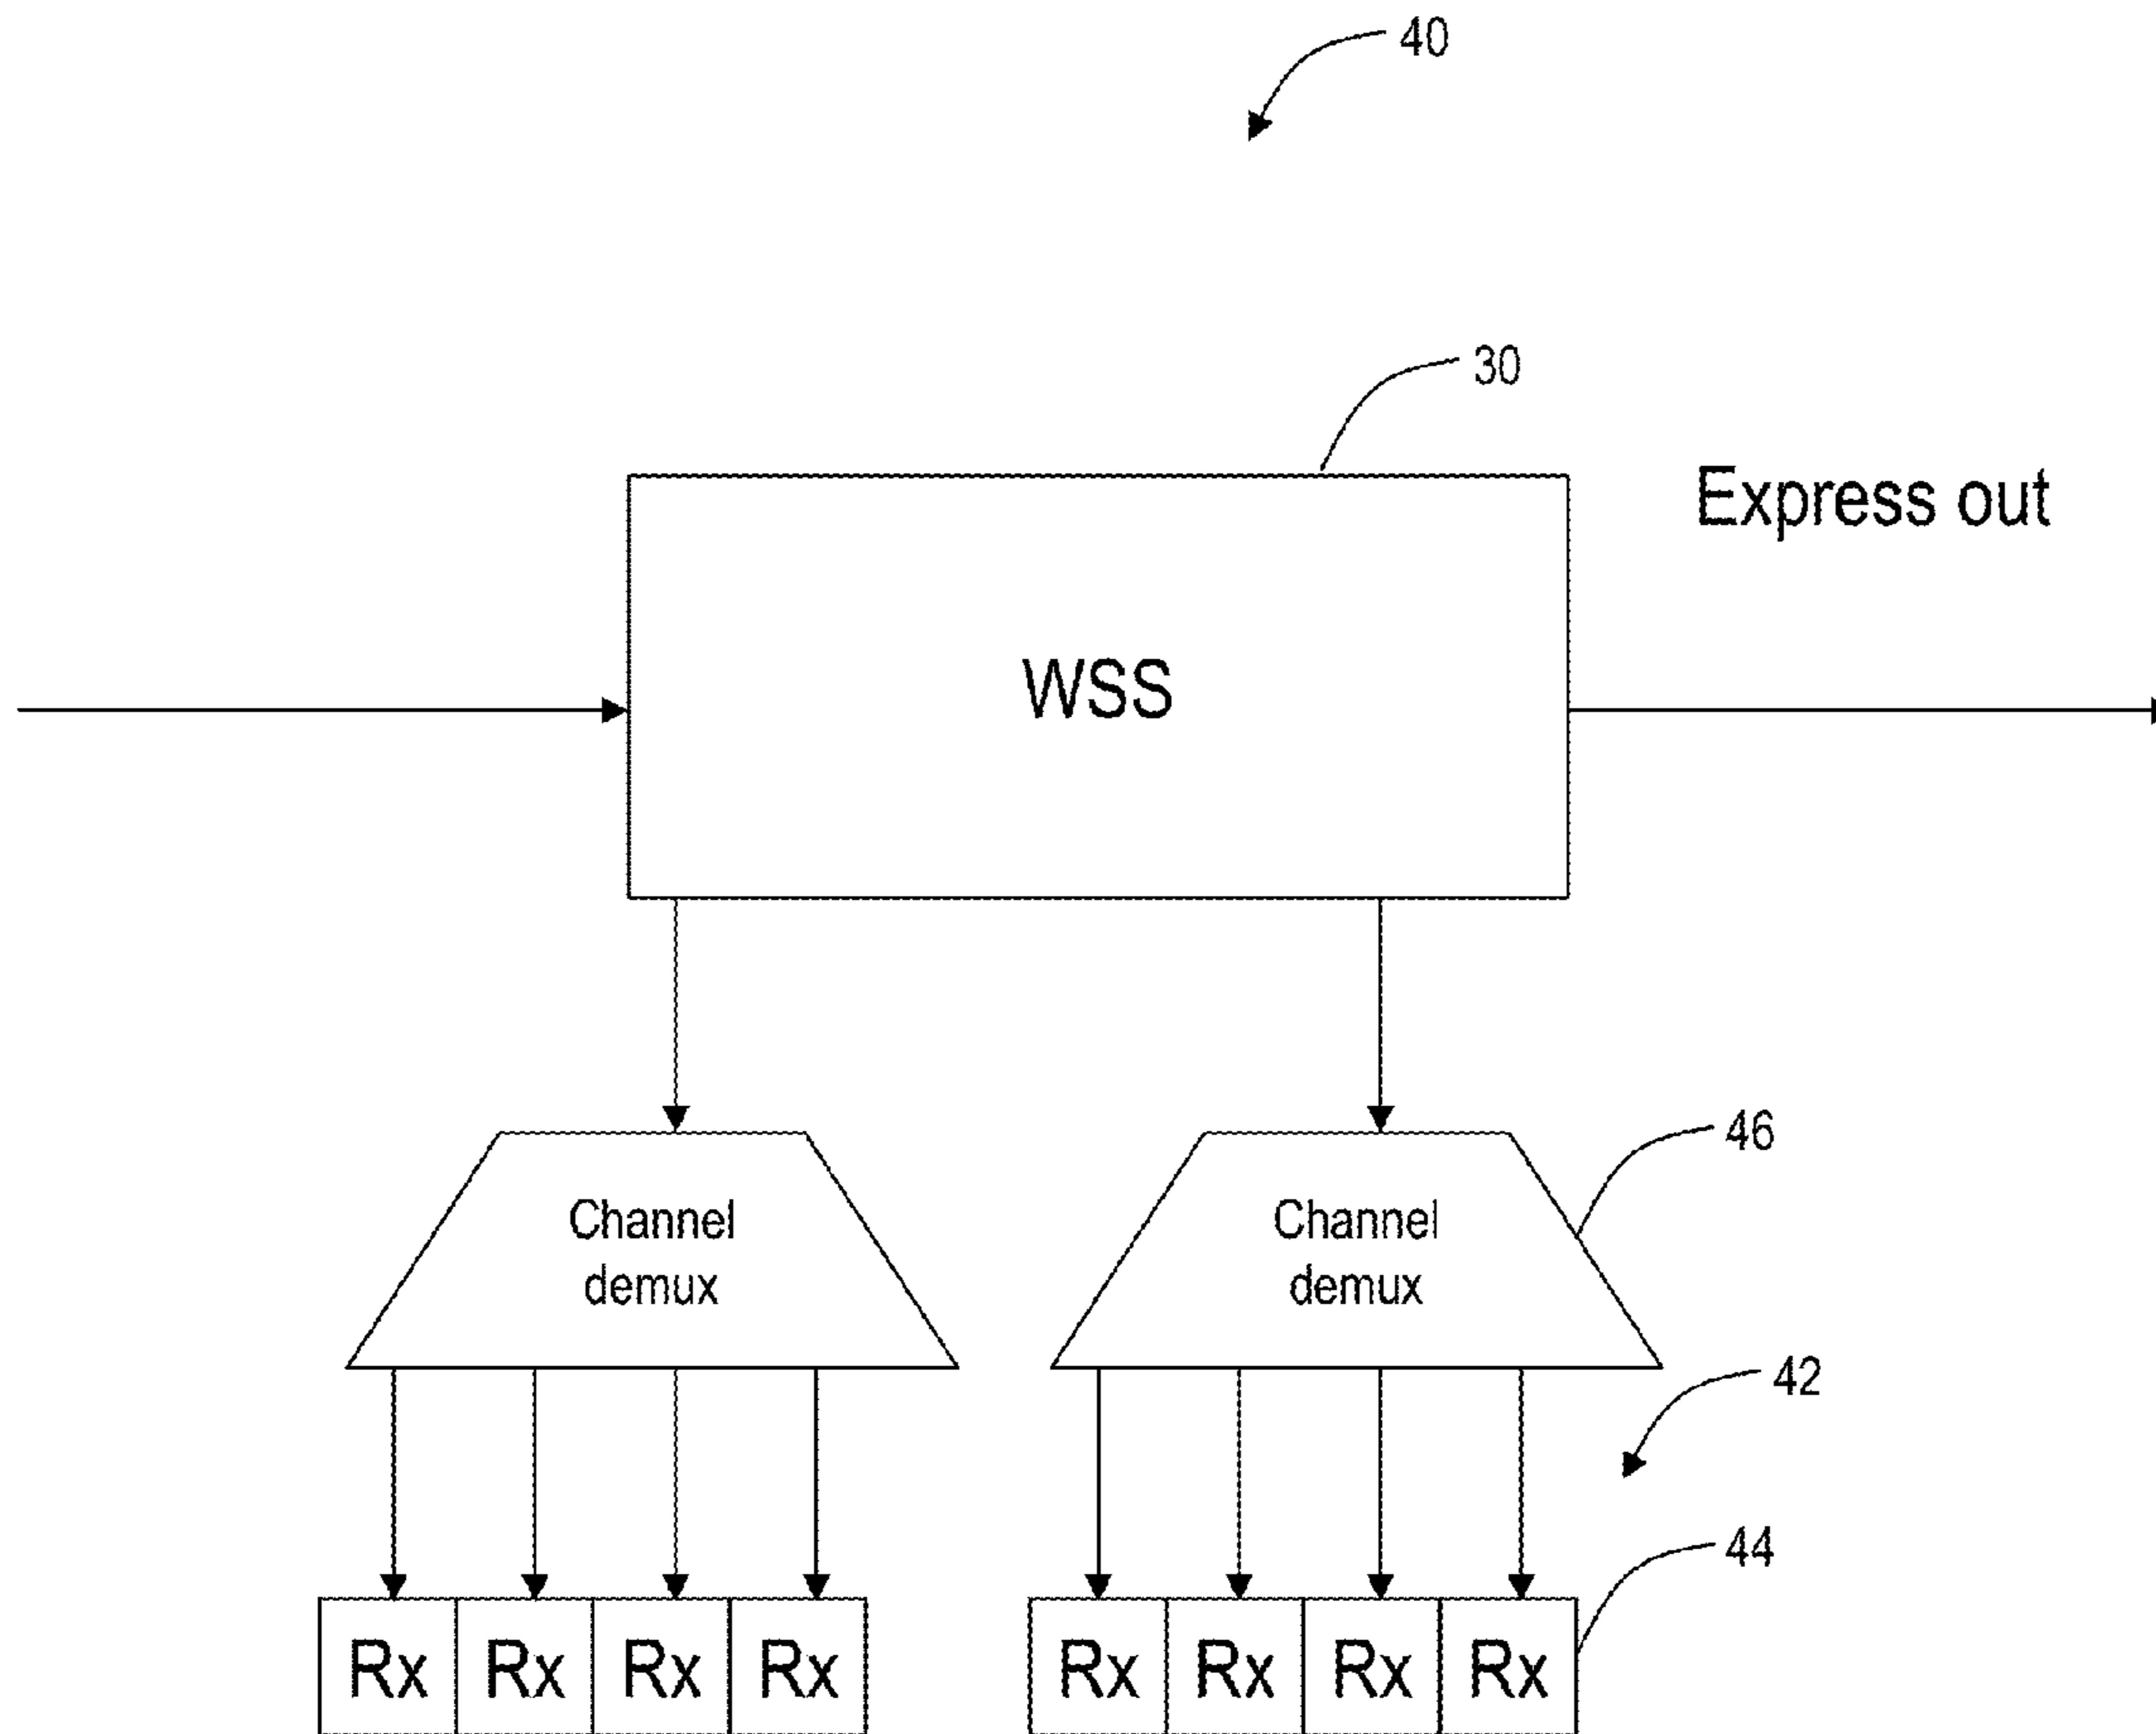 40
30
Express out
WSS
46
Channel
demux
Channel
demux
42
44
Rx Rx Rx Rx Rx Rx Rx Rx